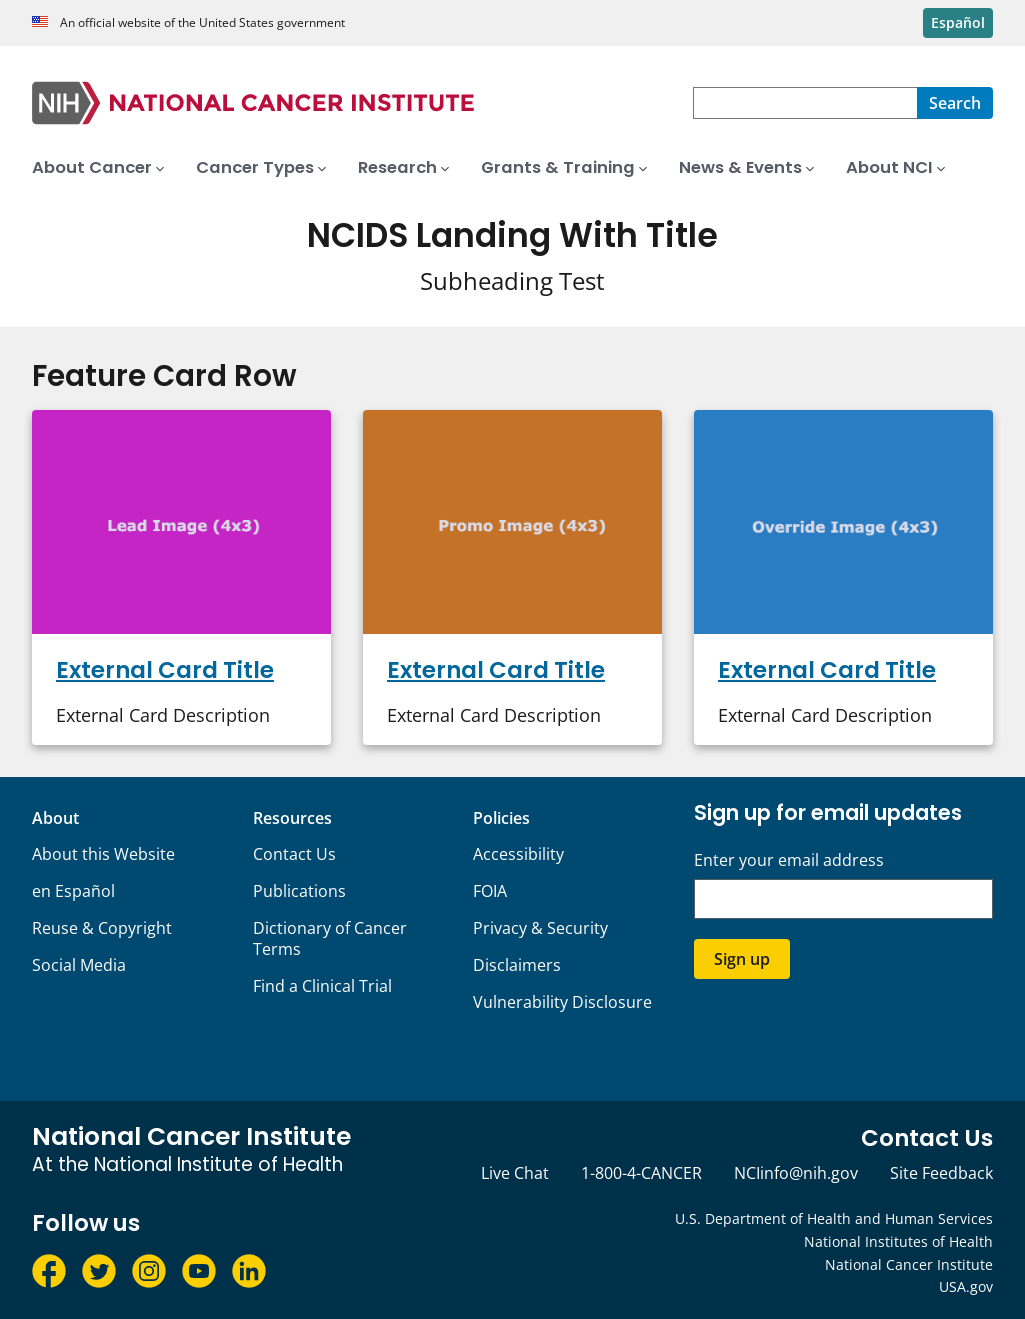 An official website of the United States government
Español
NIH NATIONAL CANCER INSTITUTE
Search
About Cancer Cancer Types Research Grants & Training News & Events About NCI
NCIDS Landing With Title
Subheading Test
Feature Card Row
Lead Image (4x3) Promo Image (4x3) Override Image (4x3)
External Card Title External Card Title External Card Title
External Card Description External Card Description External Card Description
About
About this Website
en Español
Reuse & Copyright
Social Media
Resources
Contact Us
Publications
Dictionary of Cancer
Terms
Find a Clinical Trial
Policies
Accessibility
FOIA
Privacy & Security
Disclaimers
Vulnerability Disclosure
Sign up for email updates
Enter your email address
Sign up
National Cancer Institute
At the National Institute of Health
Contact Us
Live Chat 1-800-4-CANCER NCIinfo@nih.gov Site Feedback
Follow us
U.S. Department of Health and Human Services
National Institutes of Health
National Cancer Institute
USA.gov